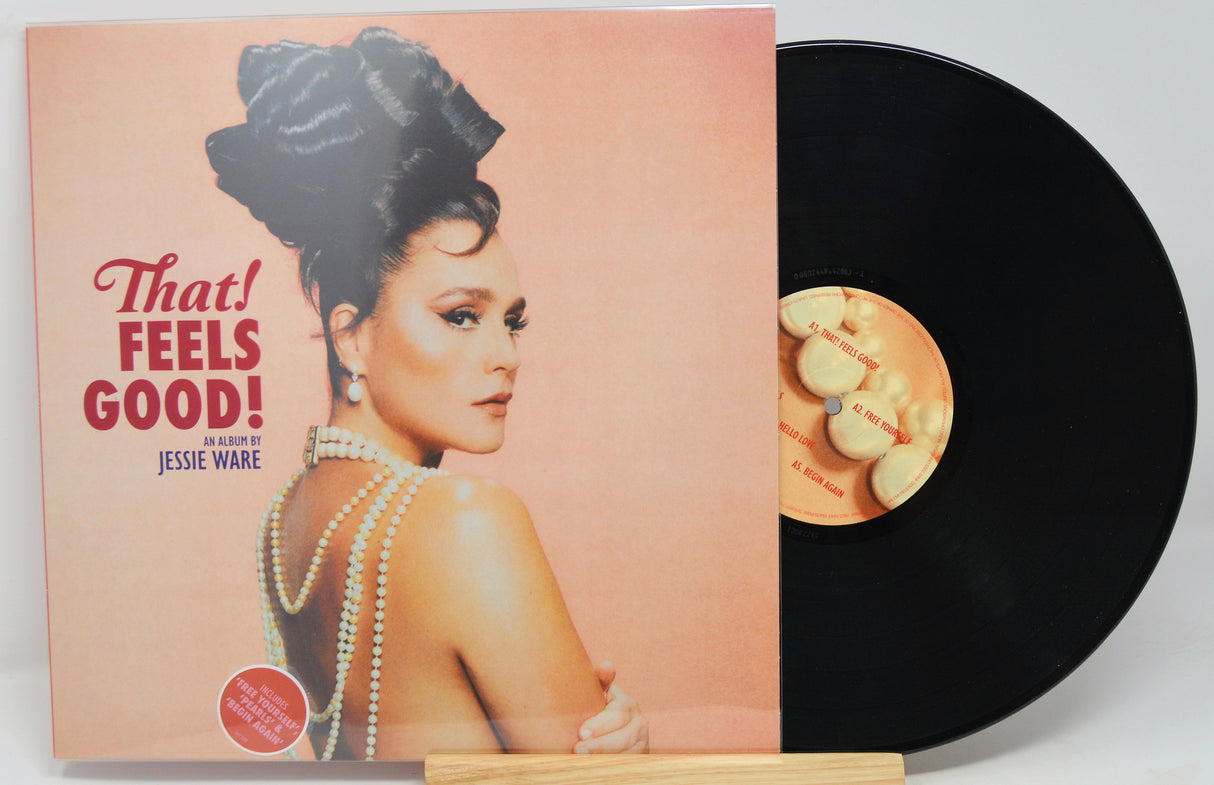 That!
FEELS
GOOD!
AN ALBUM BY
JESSIE WARE
INCLUDES
'FREE YOURSELF',
'PEARLS' &
'BEGIN AGAIN'
A1. THAT! FEELS GOOD!
A2. FREE YOURSELF
HELLO LOVE
A5. BEGIN AGAIN